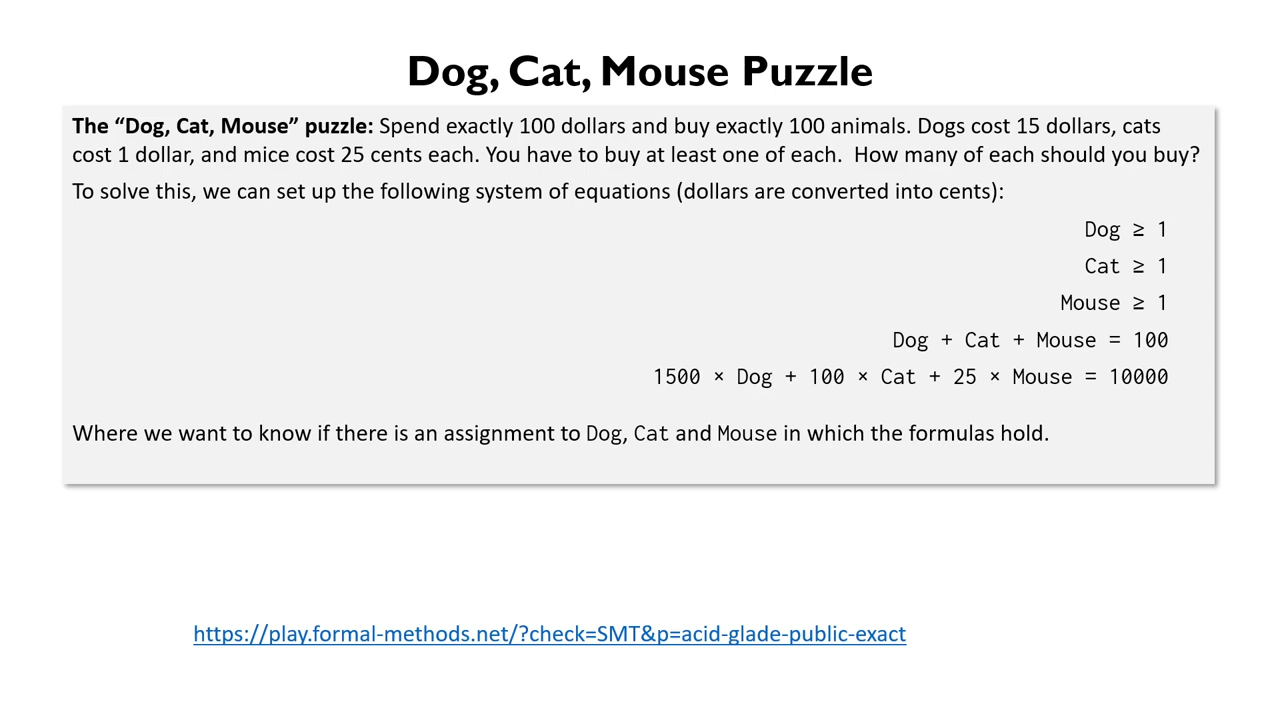 Dog, Cat, Mouse Puzzle
The “Dog, Cat, Mouse” puzzle: Spend exactly 100 dollars and buy exactly 100 animals. Dogs cost 15 dollars, cats
cost 1 dollar, and mice cost 25 cents each. You have to buy at least one of each.  How many of each should you buy?
To solve this, we can set up the following system of equations (dollars are converted into cents):
Dog ≥ 1
Cat ≥ 1
Mouse ≥ 1
Dog + Cat + Mouse = 100
1500 × Dog + 100 × Cat + 25 × Mouse = 10000
Where we want to know if there is an assignment to Dog, Cat and Mouse in which the formulas hold.
https://play.formal-methods.net/?check=SMT&p=acid-glade-public-exact